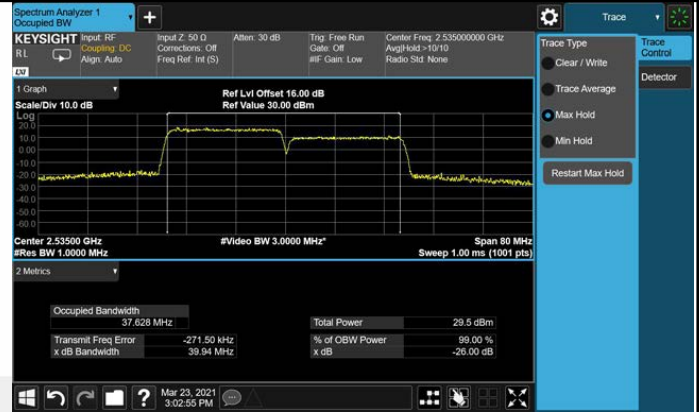 Spectrum Analyzer 1
Occupied BW
+
Trace
KEYSIGHT Input: RF Input Z: 50 Ω Atten: 30 dB Trig: Free Run Center Freq: 2.535000000 GHz
RL Coupling: DC Corrections: Off Gate: Off Avg|Hold:>10/10
Align: Auto Freq Ref: Int (S) #IF Gain: Low Radio Std: None
LXI
Trace Type
Clear / Write
Trace Average
Max Hold
Min Hold
Restart Max Hold
Trace Control
Detector
1 Graph
Ref Lvl Offset 16.00 dB
Scale/Div 10.0 dB Ref Value 30.00 dBm
Log
20.0
10.0
0.00
-10.0
-20.0
-30.0
-40.0
-50.0
-60.0
Center 2.53500 GHz #Video BW 3.0000 MHz* Span 80 MHz
#Res BW 1.0000 MHz Sweep 1.00 ms (1001 pts)
2 Metrics
Occupied Bandwidth
37.628 MHz Total Power 29.5 dBm
Transmit Freq Error -271.50 kHz % of OBW Power 99.00 %
x dB Bandwidth 39.94 MHz x dB -26.00 dB
? Mar 23, 2021
3:02:55 PM